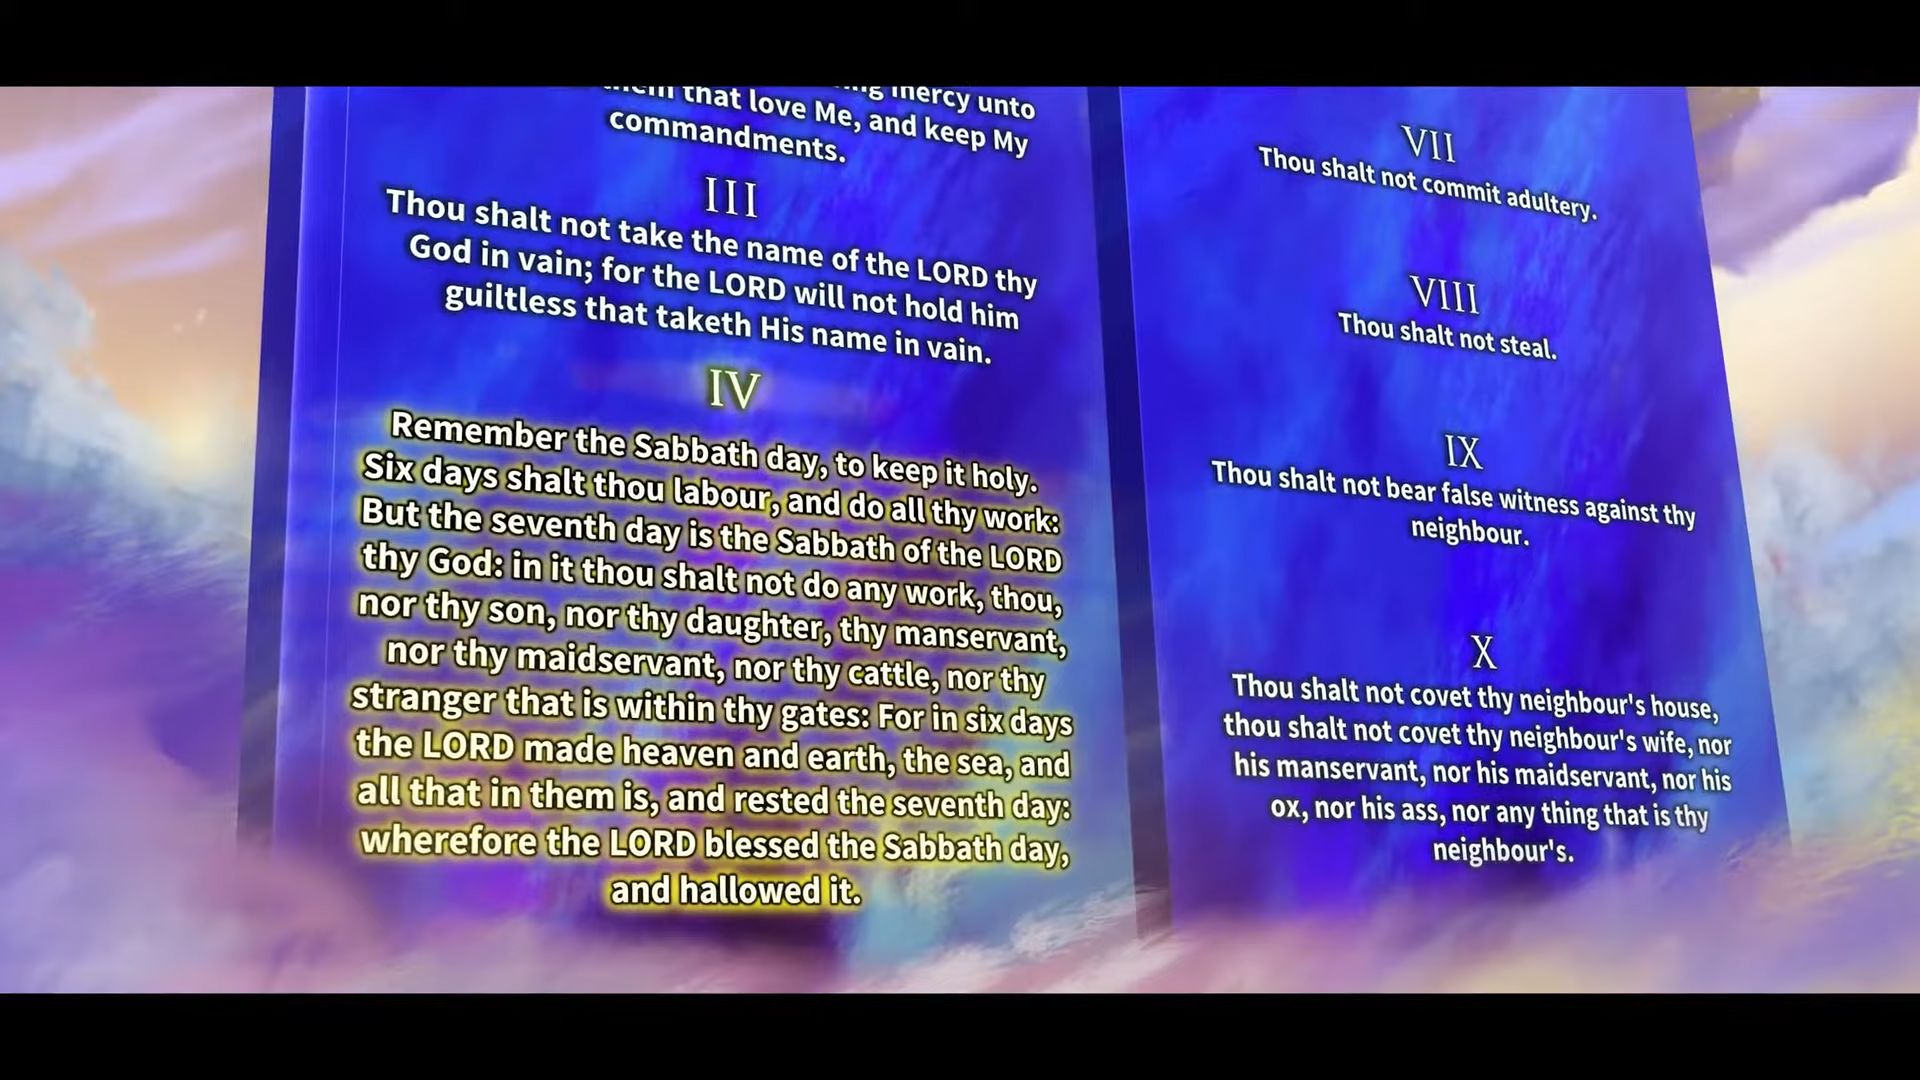 mercy unto
them that love Me, and keep My
commandments.
III
Thou shalt not take the name of the LORD thy
God in vain; for the LORD will not hold him
guiltless that taketh His name in vain.
IV
Remember the Sabbath day, to keep it holy.
Six days shalt thou labour, and do all thy work:
But the seventh day is the Sabbath of the LORD
thy God: in it thou shalt not do any work, thou,
nor thy son, nor thy daughter, thy manservant,
nor thy maidservant, nor thy cattle, nor thy
stranger that is within thy gates: For in six days
the LORD made heaven and earth, the sea, and
all that in them is, and rested the seventh day:
wherefore the LORD blessed the Sabbath day,
and hallowed it.
VII
Thou shalt not commit adultery.
VIII
Thou shalt not steal.
IX
Thou shalt not bear false witness against thy
neighbour.
X
Thou shalt not covet thy neighbour's house,
thou shalt not covet thy neighbour's wife, nor
his manservant, nor his maidservant, nor his
ox, nor his ass, nor any thing that is thy
neighbour's.